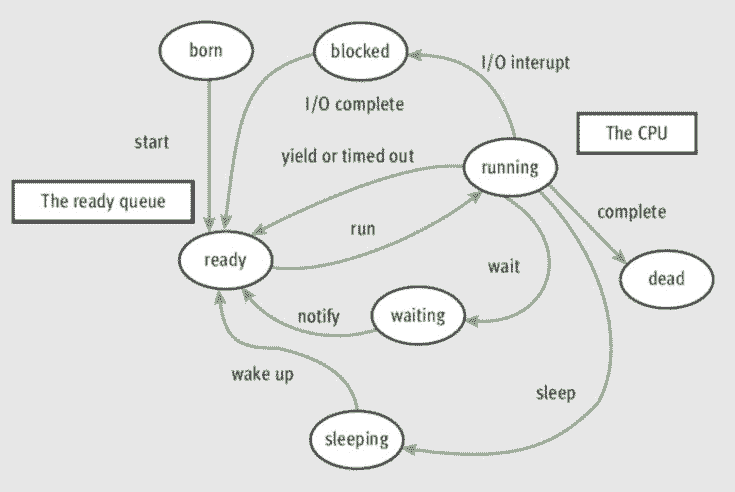 born
blocked
I/O interupt
I/O complete
The CPU
start
yield or timed out
running
The ready queue
run
complete
ready
wait
dead
notify
waiting
wake up
sleep
sleeping